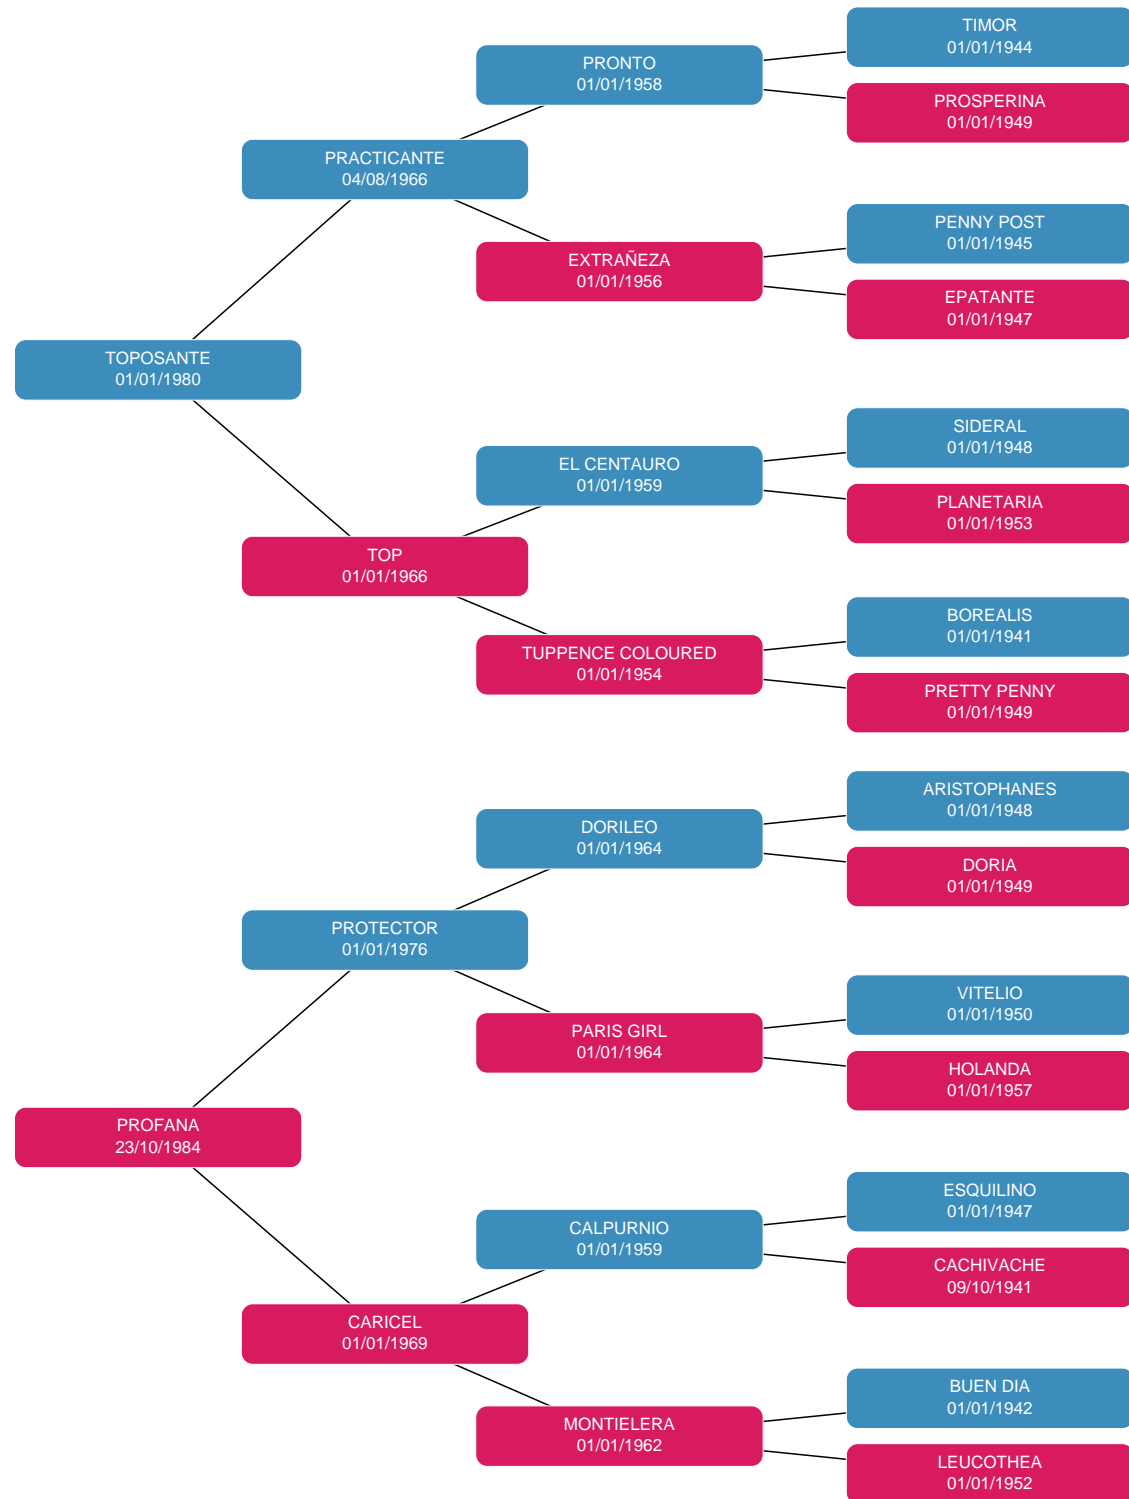 TIMOR
01/01/1944
PRONTO
01/01/1958
PROSPERINA
01/01/1949
PRACTICANTE
04/08/1966
PENNY POST
01/01/1945
EXTRAÑEZA
01/01/1956
EPATANTE
01/01/1947
TOPOSANTE
01/01/1980
SIDERAL
01/01/1948
EL CENTAURO
01/01/1959
PLANETARIA
01/01/1953
TOP
01/01/1966
BOREALIS
01/01/1941
TUPPENCE COLOURED
01/01/1954
PRETTY PENNY
01/01/1949
ARISTOPHANES
01/01/1948
DORILEO
01/01/1964
DORIA
01/01/1949
PROTECTOR
01/01/1976
VITELIO
01/01/1950
PARIS GIRL
01/01/1964
HOLANDA
01/01/1957
PROFANA
23/10/1984
ESQUILINO
01/01/1947
CALPURNIO
01/01/1959
CACHIVACHE
09/10/1941
CARICEL
01/01/1969
BUEN DIA
01/01/1942
MONTIELERA
01/01/1962
LEUCOTHEA
01/01/1952